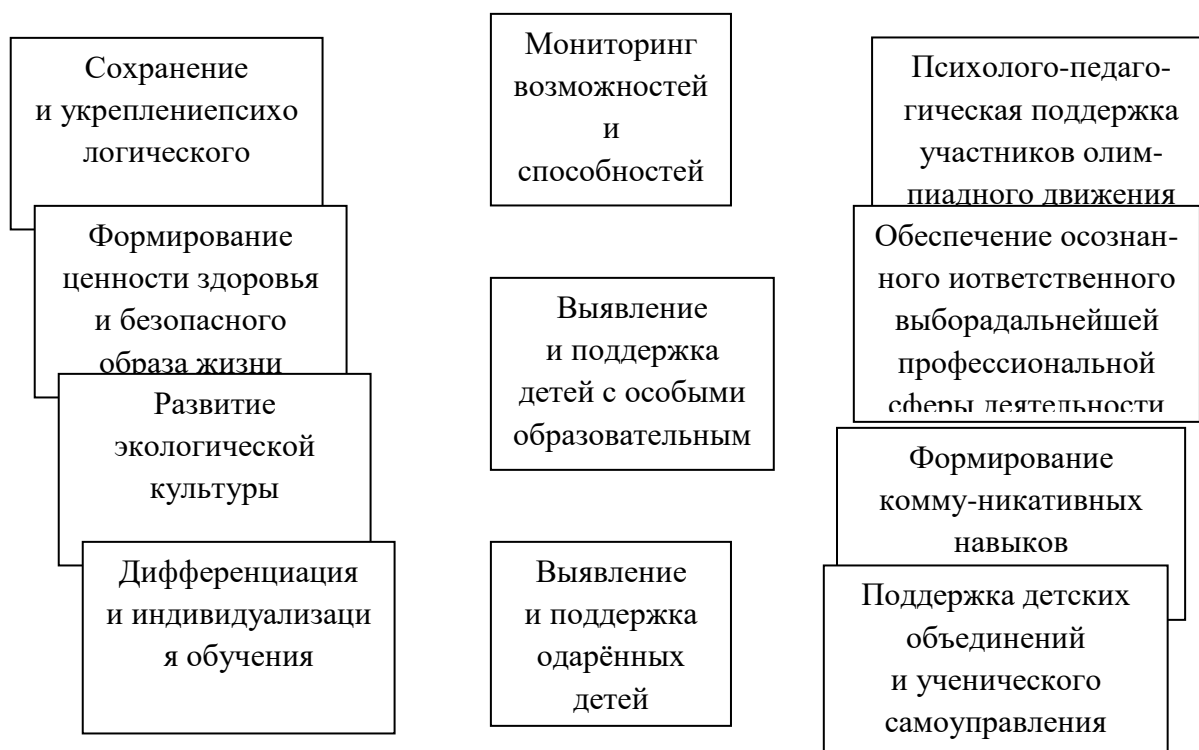 Сохранение
и укреплениепсихо
логического
Формирование
ценности здоровья
и безопасного
образа жизни
Развитие
экологической
культуры
Дифференциация
и индивидуализаци
я обучения
Мониторинг
возможностей
и
способностей
Выявление
и поддержка
детей с особыми
образовательным
Выявление
и поддержка
одарённых
детей
Психолого-педаго-
гическая поддержка
участников олим-
пиадного движения
Обеспечение осознан-
ного иответственного
выборадальнейшей
профессиональной
сферы деятельности
Формирование
комму-никативных
навыков
Поддержка детских
объединений
и ученического
самоуправления